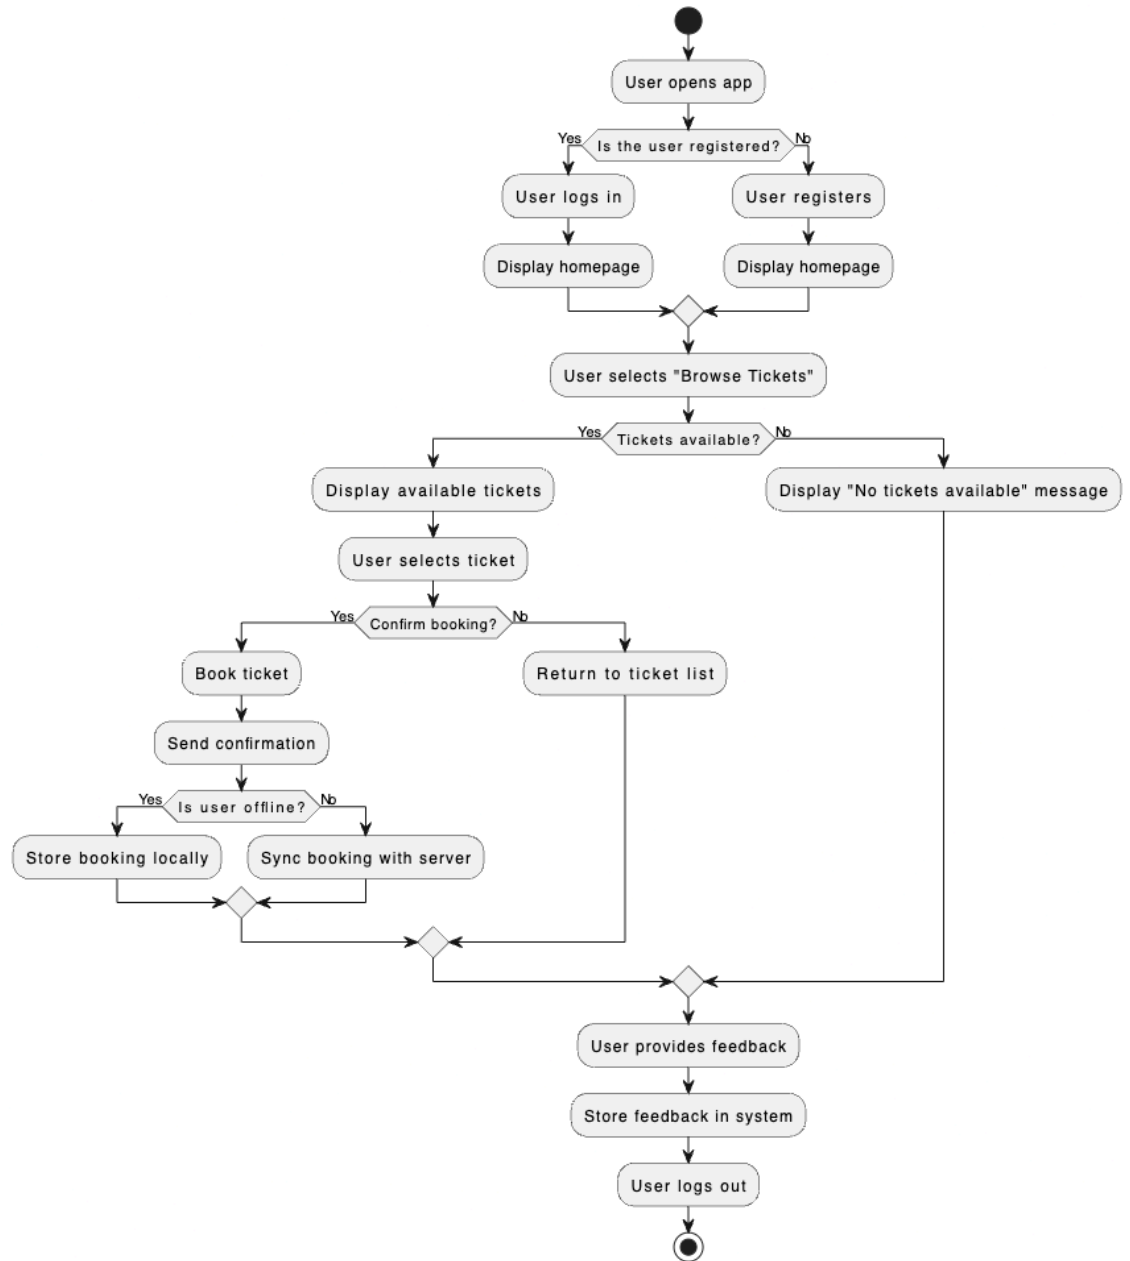 User opens app
Yes
Is the user registered?
No
User logs in
User registers
Display homepage
Display homepage
User selects "Browse Tickets"
Yes
Tickets available?
No
Display available tickets
Display "No tickets available" message
User selects ticket
Yes
Confirm booking?
No
Book ticket
Return to ticket list
Send confirmation
Yes
Is user offline?
No
Store booking locally
Sync booking with server
User provides feedback
Store feedback in system
User logs out